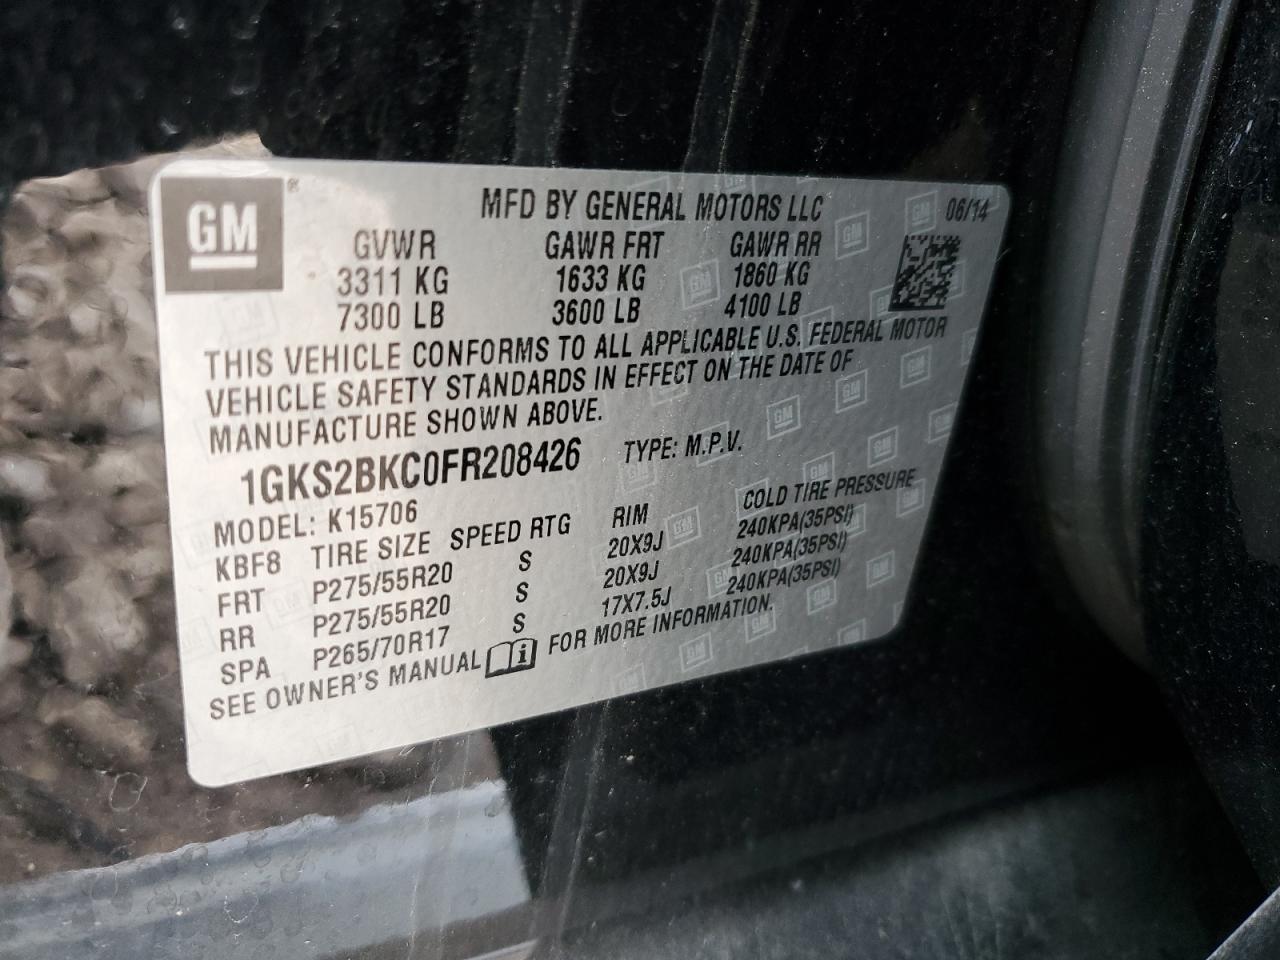 GM ®
MFD BY GENERAL MOTORS LLC 06/14
GVWR GAWR FRT GAWR RR
3311 KG 1633 KG 1860 KG
7300 LB 3600 LB 4100 LB
THIS VEHICLE CONFORMS TO ALL APPLICABLE U.S. FEDERAL MOTOR
VEHICLE SAFETY STANDARDS IN EFFECT ON THE DATE OF
MANUFACTURE SHOWN ABOVE.
1GKS2BKC0FR208426 TYPE: M.P.V.
MODEL: K15706
KBF8 TIRE SIZE SPEED RTG RIM COLD TIRE PRESSURE
FRT P275/55R20 S 20X9J 240KPA(35PSI)
RR P275/55R20 S 20X9J 240KPA(35PSI)
SPA P265/70R17 S 17X7.5J 240KPA(35PSI)
SEE OWNER'S MANUAL i FOR MORE INFORMATION.